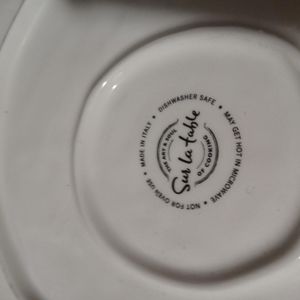 DISHWASHER SAFE • MAY GET HOT IN MICROWAVE • NOT FOR OVEN USE • MADE IN ITALY •
THE ART & SOUL
Sur la table
OF COOKING